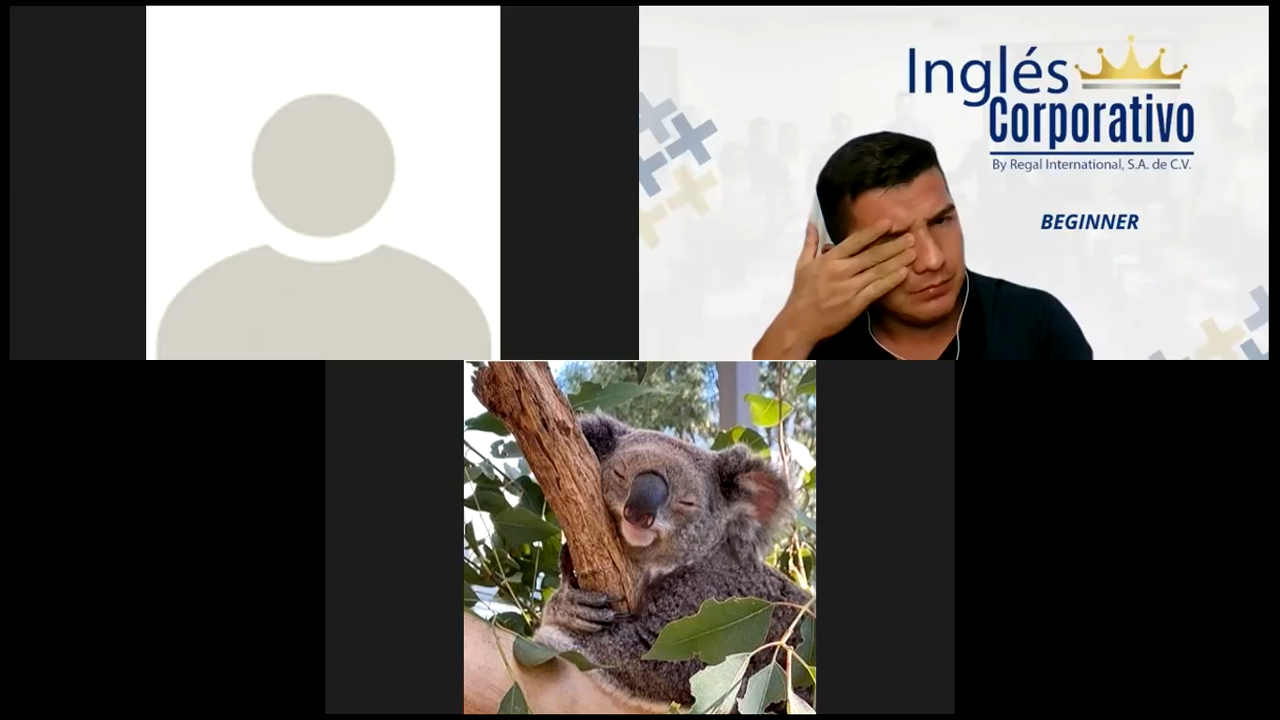 Inglés
Corporativo
By Regal International, S.A. de C.V.
BEGINNER